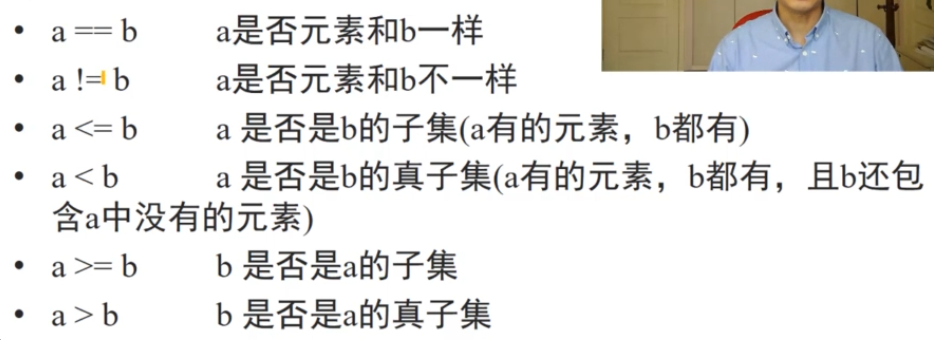 • a == b a是否元素和b一样
• a != b a是否元素和b不一样
• a <= b a 是否是b的子集(a有的元素，b都有)
• a < b a 是否是b的真子集(a有的元素，b都有，且b还包
含a中没有的元素)
• a >= b b 是否是a的子集
• a > b b 是否是a的真子集